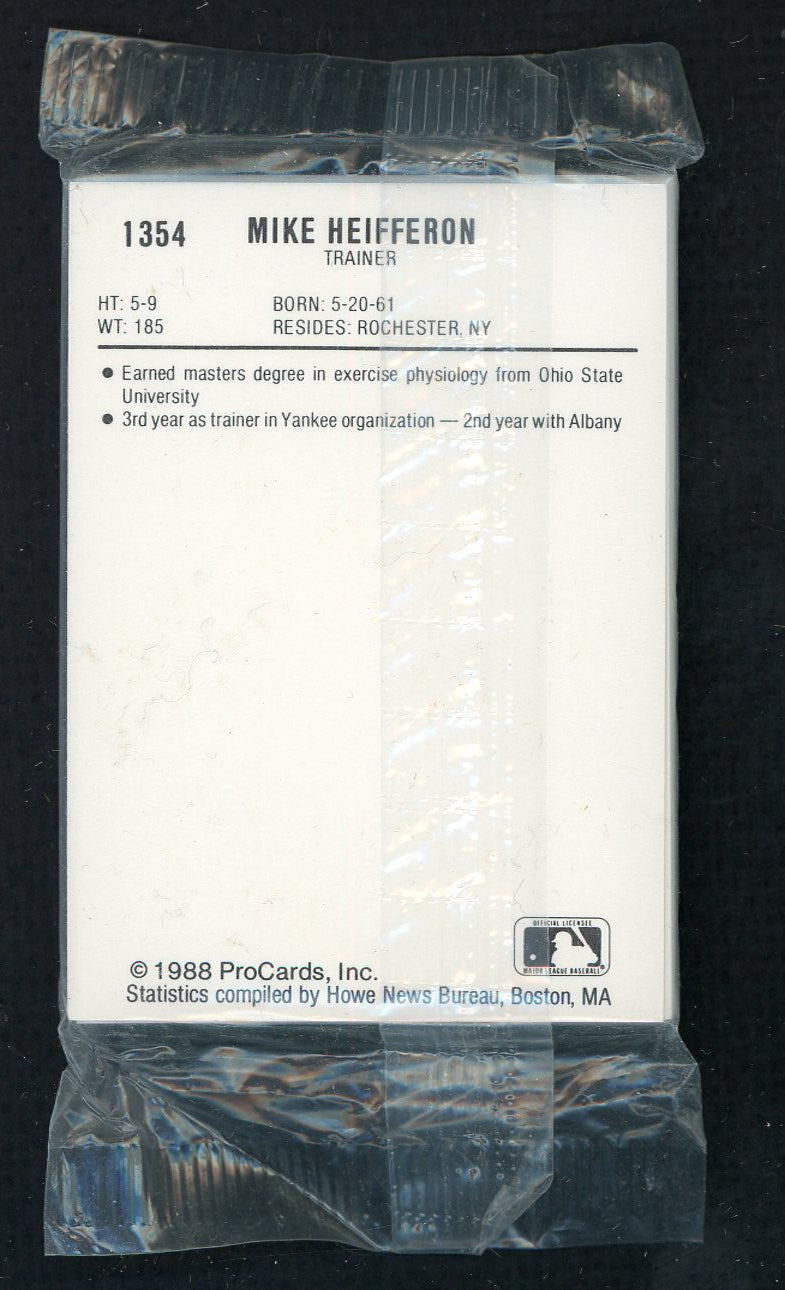 1354 MIKE HEIFFERON
TRAINER
HT: 5-9 BORN: 5-20-61
WT: 185 RESIDES: ROCHESTER, NY
● Earned masters degree in exercise physiology from Ohio State
University
● 3rd year as trainer in Yankee organization — 2nd year with Albany
OFFICIAL LICENSEE
MAJOR LEAGUE BASEBALL®
© 1988 ProCards, Inc.
Statistics compiled by Howe News Bureau, Boston, MA